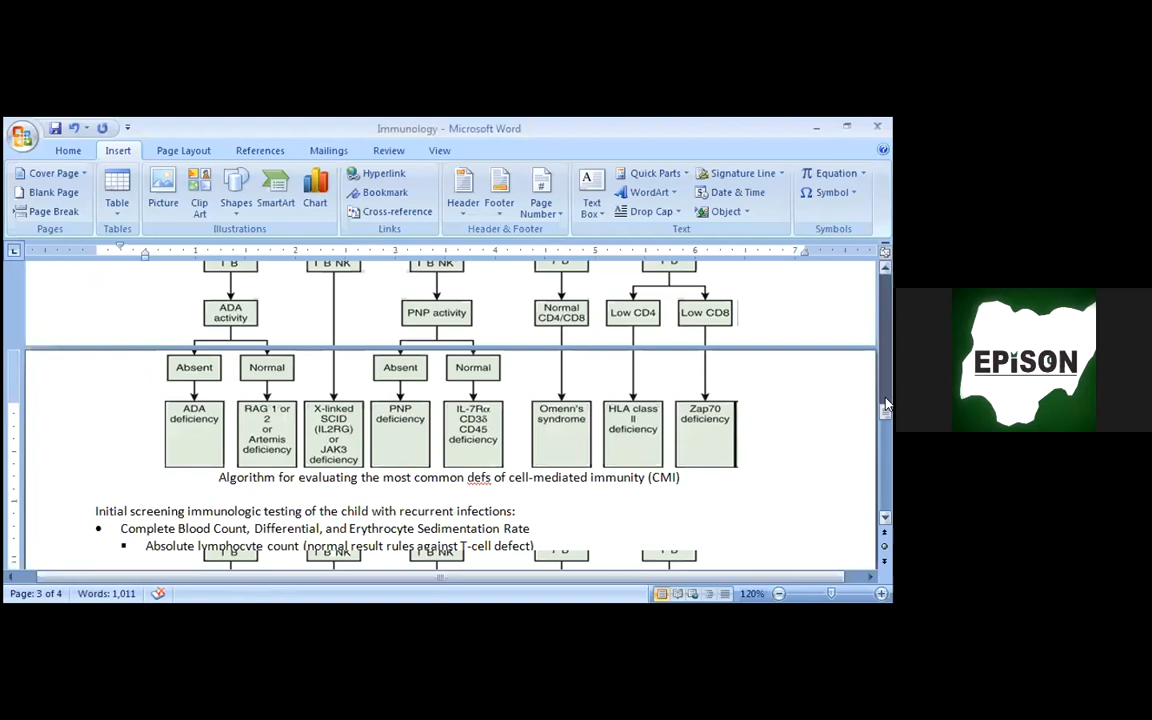 Immunology - Microsoft Word
Home Insert Page Layout References Mailings Review View
Cover Page
Blank Page
Page Break
Pages
Table
Tables
Picture
Clip Art
Shapes
SmartArt
Chart
Illustrations
Hyperlink
Bookmark
Cross-reference
Links
Header
Footer
Page Number
Header & Footer
Text Box
Quick Parts
WordArt
Drop Cap
Signature Line
Date & Time
Object
Text
Equation
Symbol
Symbols
1 2 3 4 5 6 7
ADA activity
PNP activity
Normal CD4/CD8
Low CD4
Low CD8
Absent
Normal
Absent
Normal
ADA deficiency
RAG 1 or 2 or Artemis deficiency
X-linked SCID (IL2RG) or JAK3 deficiency
PNP deficiency
IL-7Rα CD3δ CD45 deficiency
Omenn's syndrome
HLA class II deficiency
Zap70 deficiency
Algorithm for evaluating the most common defs of cell-mediated immunity (CMI)
Initial screening immunologic testing of the child with recurrent infections:
• Complete Blood Count, Differential, and Erythrocyte Sedimentation Rate
▪ Absolute lymphocyte count (normal result rules against T-cell defect)
Page: 3 of 4 Words: 1,011 120%
EPiSON